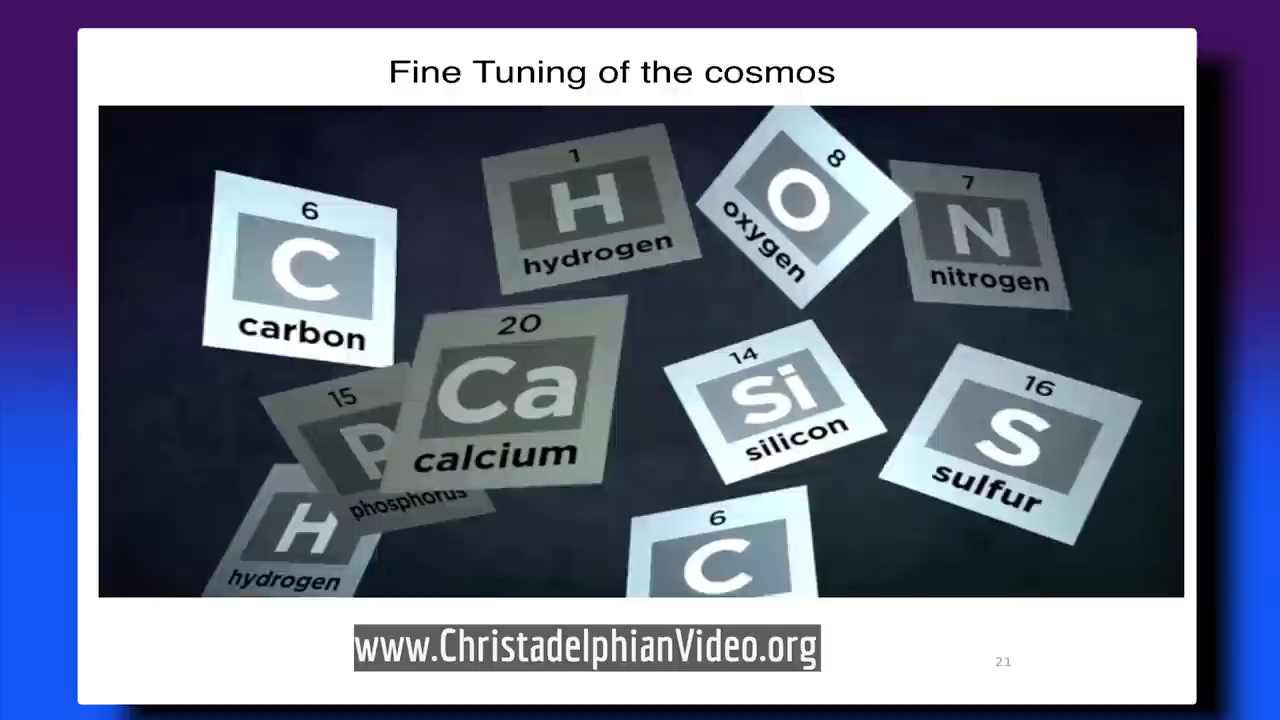 Fine Tuning of the cosmos
6
C
carbon
1
H
hydrogen
8
O
oxygen
7
N
nitrogen
15
P
phosphorus
20
Ca
calcium
14
Si
silicon
16
S
sulfur
H
hydrogen
6
C
www.ChristadelphianVideo.org
21